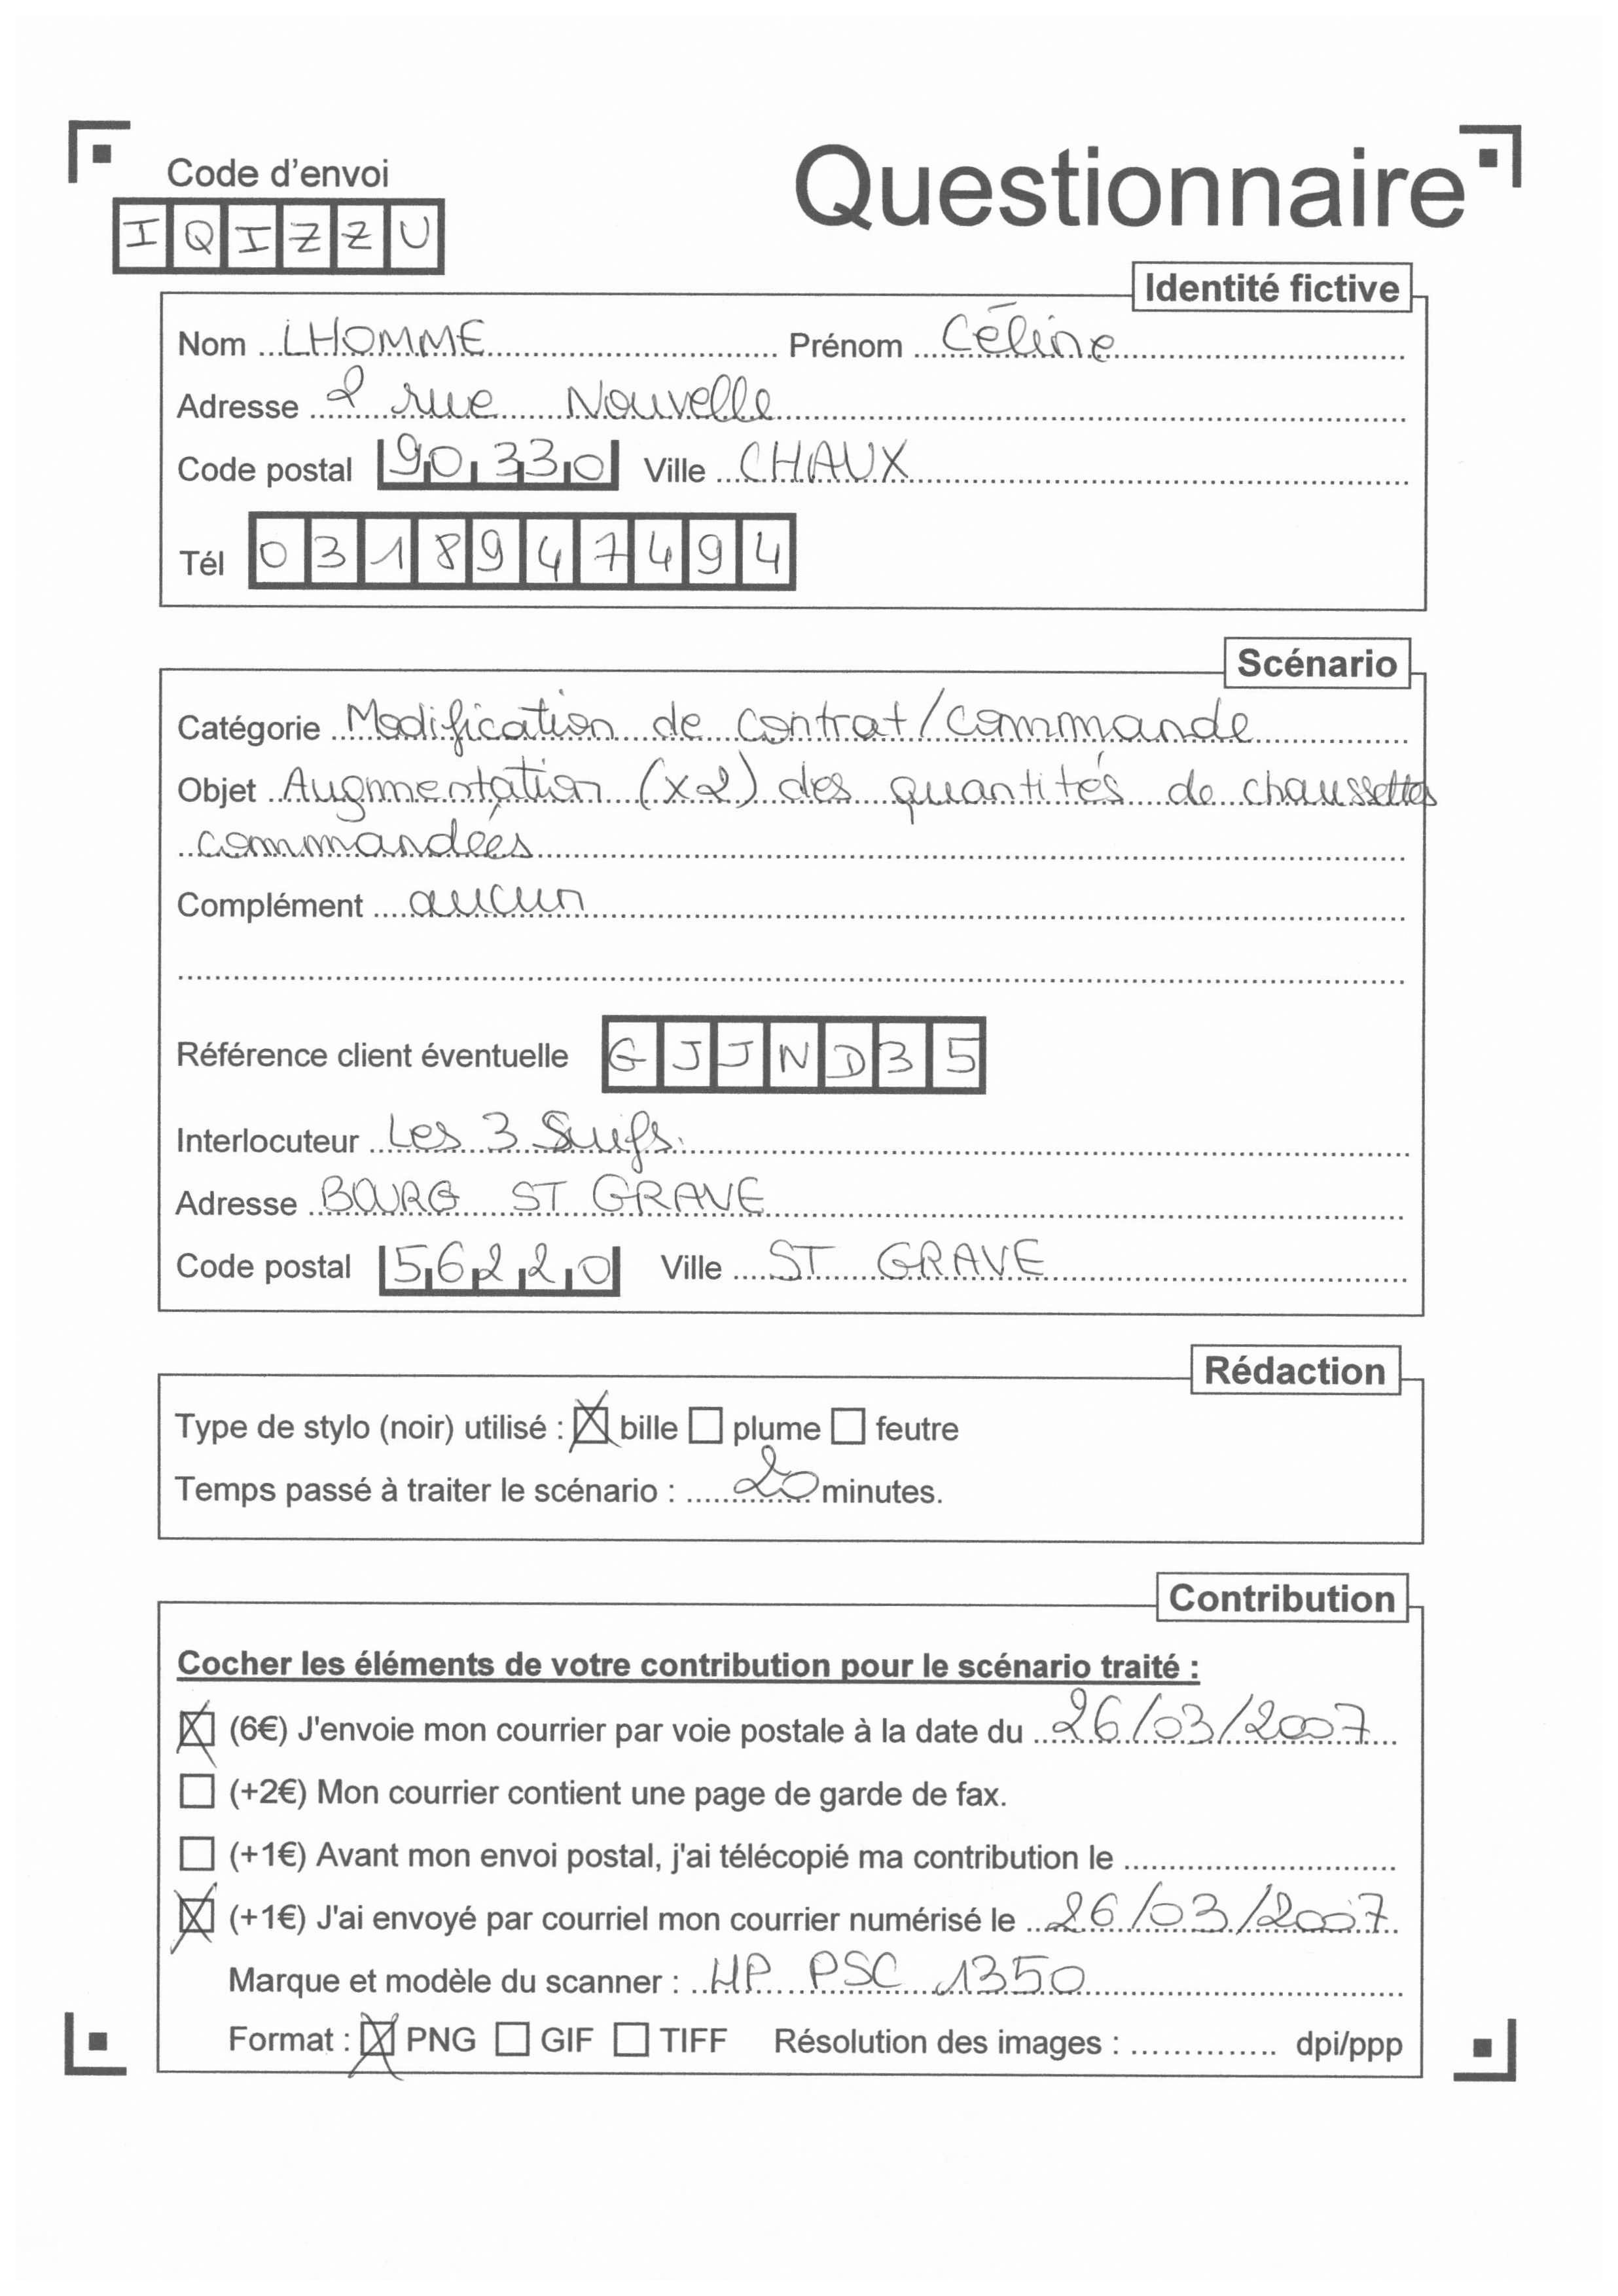 Code d'envoi
Questionnaire
IQIZZU
Identité fictive
Nom LHOMME Prénom Céline
Adresse 2 rue Nouvelle
Code postal 90330 Ville CHAUX
Tél 0318947494
Scénario
Catégorie Modification de contrat/commande
Objet Augmentation (x2) des quantités de chaussettes
commandées
Complément aucun
Référence client éventuelle GJJND35
Interlocuteur Les 3 Suifs.
Adresse BOURG ST GRAVE
Code postal 56220 Ville ST GRAVE
Rédaction
Type de stylo (noir) utilisé : bille plume feutre
Temps passé à traiter le scénario : 20 minutes.
Contribution
Cocher les éléments de votre contribution pour le scénario traité :
(6€) J'envoie mon courrier par voie postale à la date du 26/03/2007
(+2€) Mon courrier contient une page de garde de fax.
(+1€) Avant mon envoi postal, j'ai télécopié ma contribution le
(+1€) J'ai envoyé par courriel mon courrier numérisé le 26/03/2007
Marque et modèle du scanner : HP PSC 1350
Format : PNG GIF TIFF Résolution des images : dpi/ppp